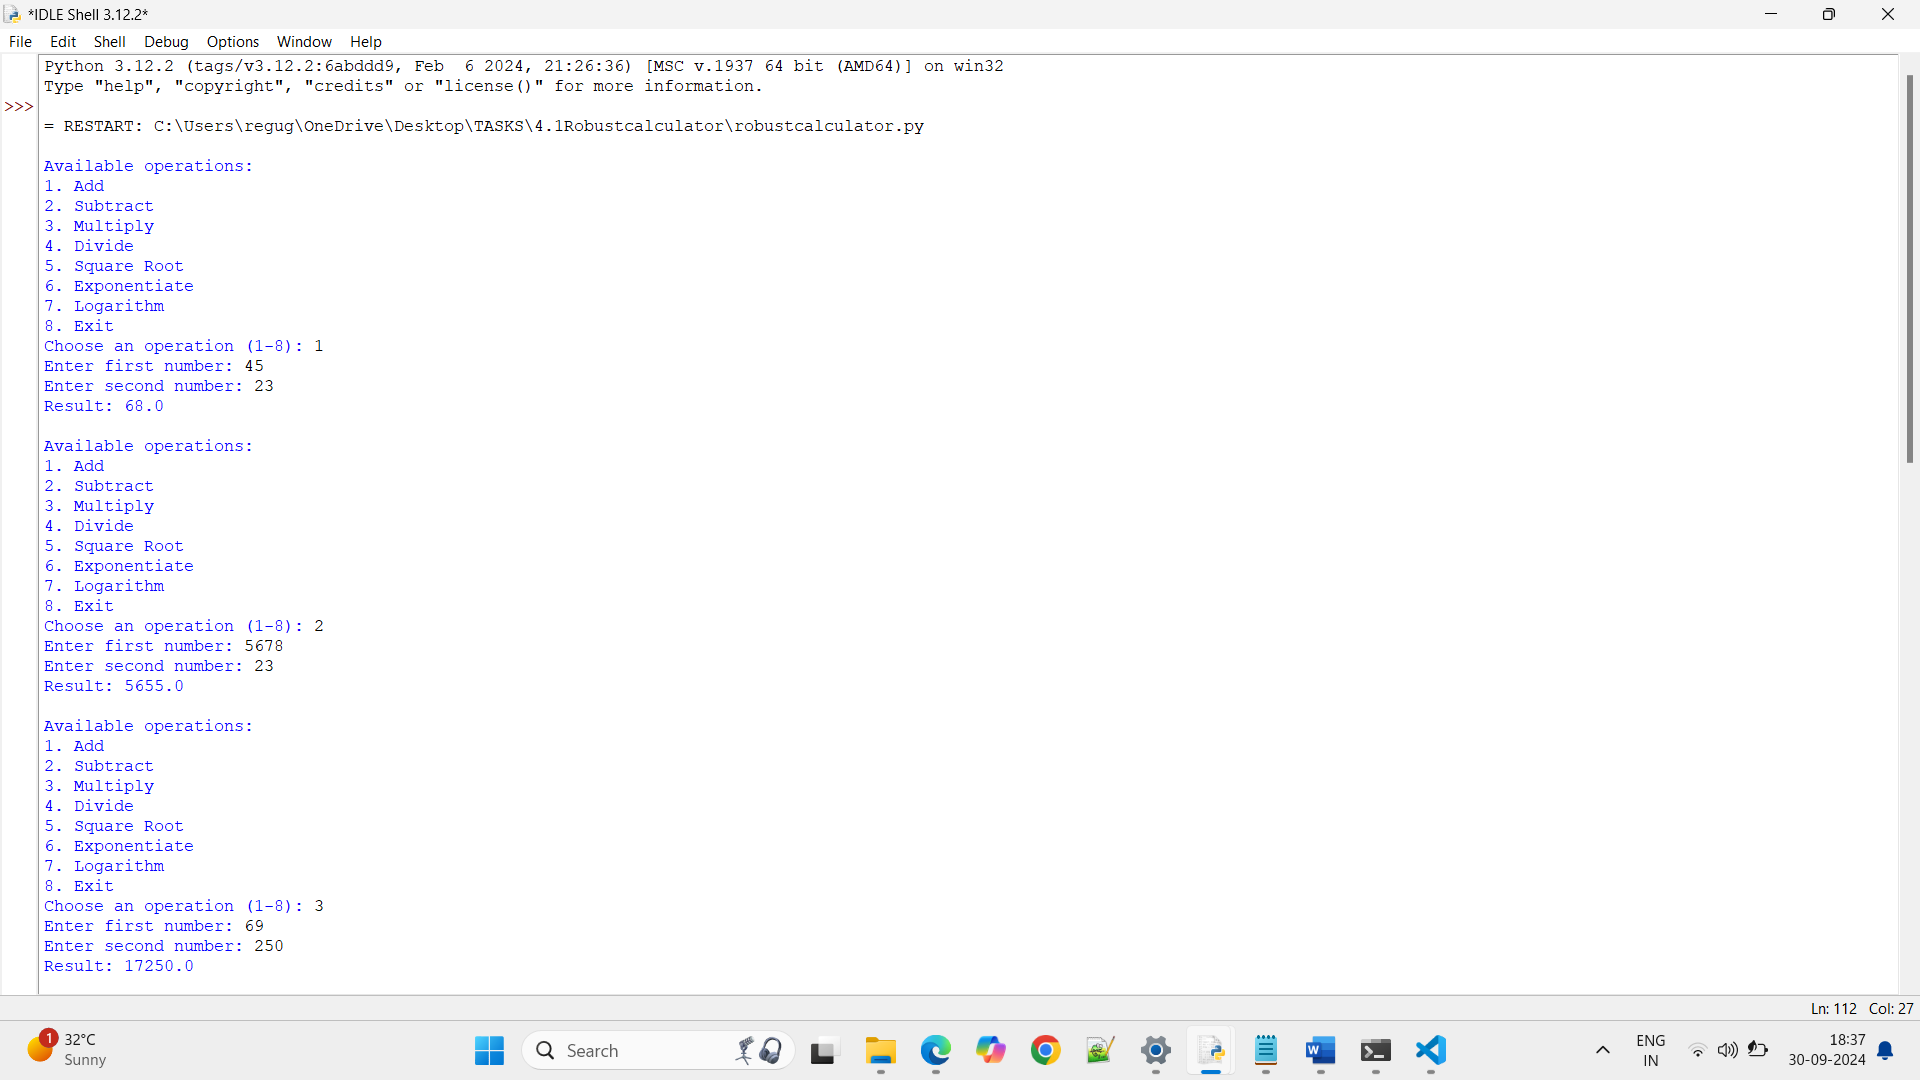 *IDLE Shell 3.12.2*
File Edit Shell Debug Options Window Help
Python 3.12.2 (tags/v3.12.2:6abddd9, Feb  6 2024, 21:26:36) [MSC v.1937 64 bit (AMD64)] on win32
Type "help", "copyright", "credits" or "license()" for more information.
>>>
= RESTART: C:\Users\regug\OneDrive\Desktop\TASKS\4.1Robustcalculator\robustcalculator.py
Available operations:
1. Add
2. Subtract
3. Multiply
4. Divide
5. Square Root
6. Exponentiate
7. Logarithm
8. Exit
Choose an operation (1-8): 1
Enter first number: 45
Enter second number: 23
Result: 68.0
Available operations:
1. Add
2. Subtract
3. Multiply
4. Divide
5. Square Root
6. Exponentiate
7. Logarithm
8. Exit
Choose an operation (1-8): 2
Enter first number: 5678
Enter second number: 23
Result: 5655.0
Available operations:
1. Add
2. Subtract
3. Multiply
4. Divide
5. Square Root
6. Exponentiate
7. Logarithm
8. Exit
Choose an operation (1-8): 3
Enter first number: 69
Enter second number: 250
Result: 17250.0
Ln: 112 Col: 27
1
32°C
Sunny
Search
ENG
IN
18:37
30-09-2024